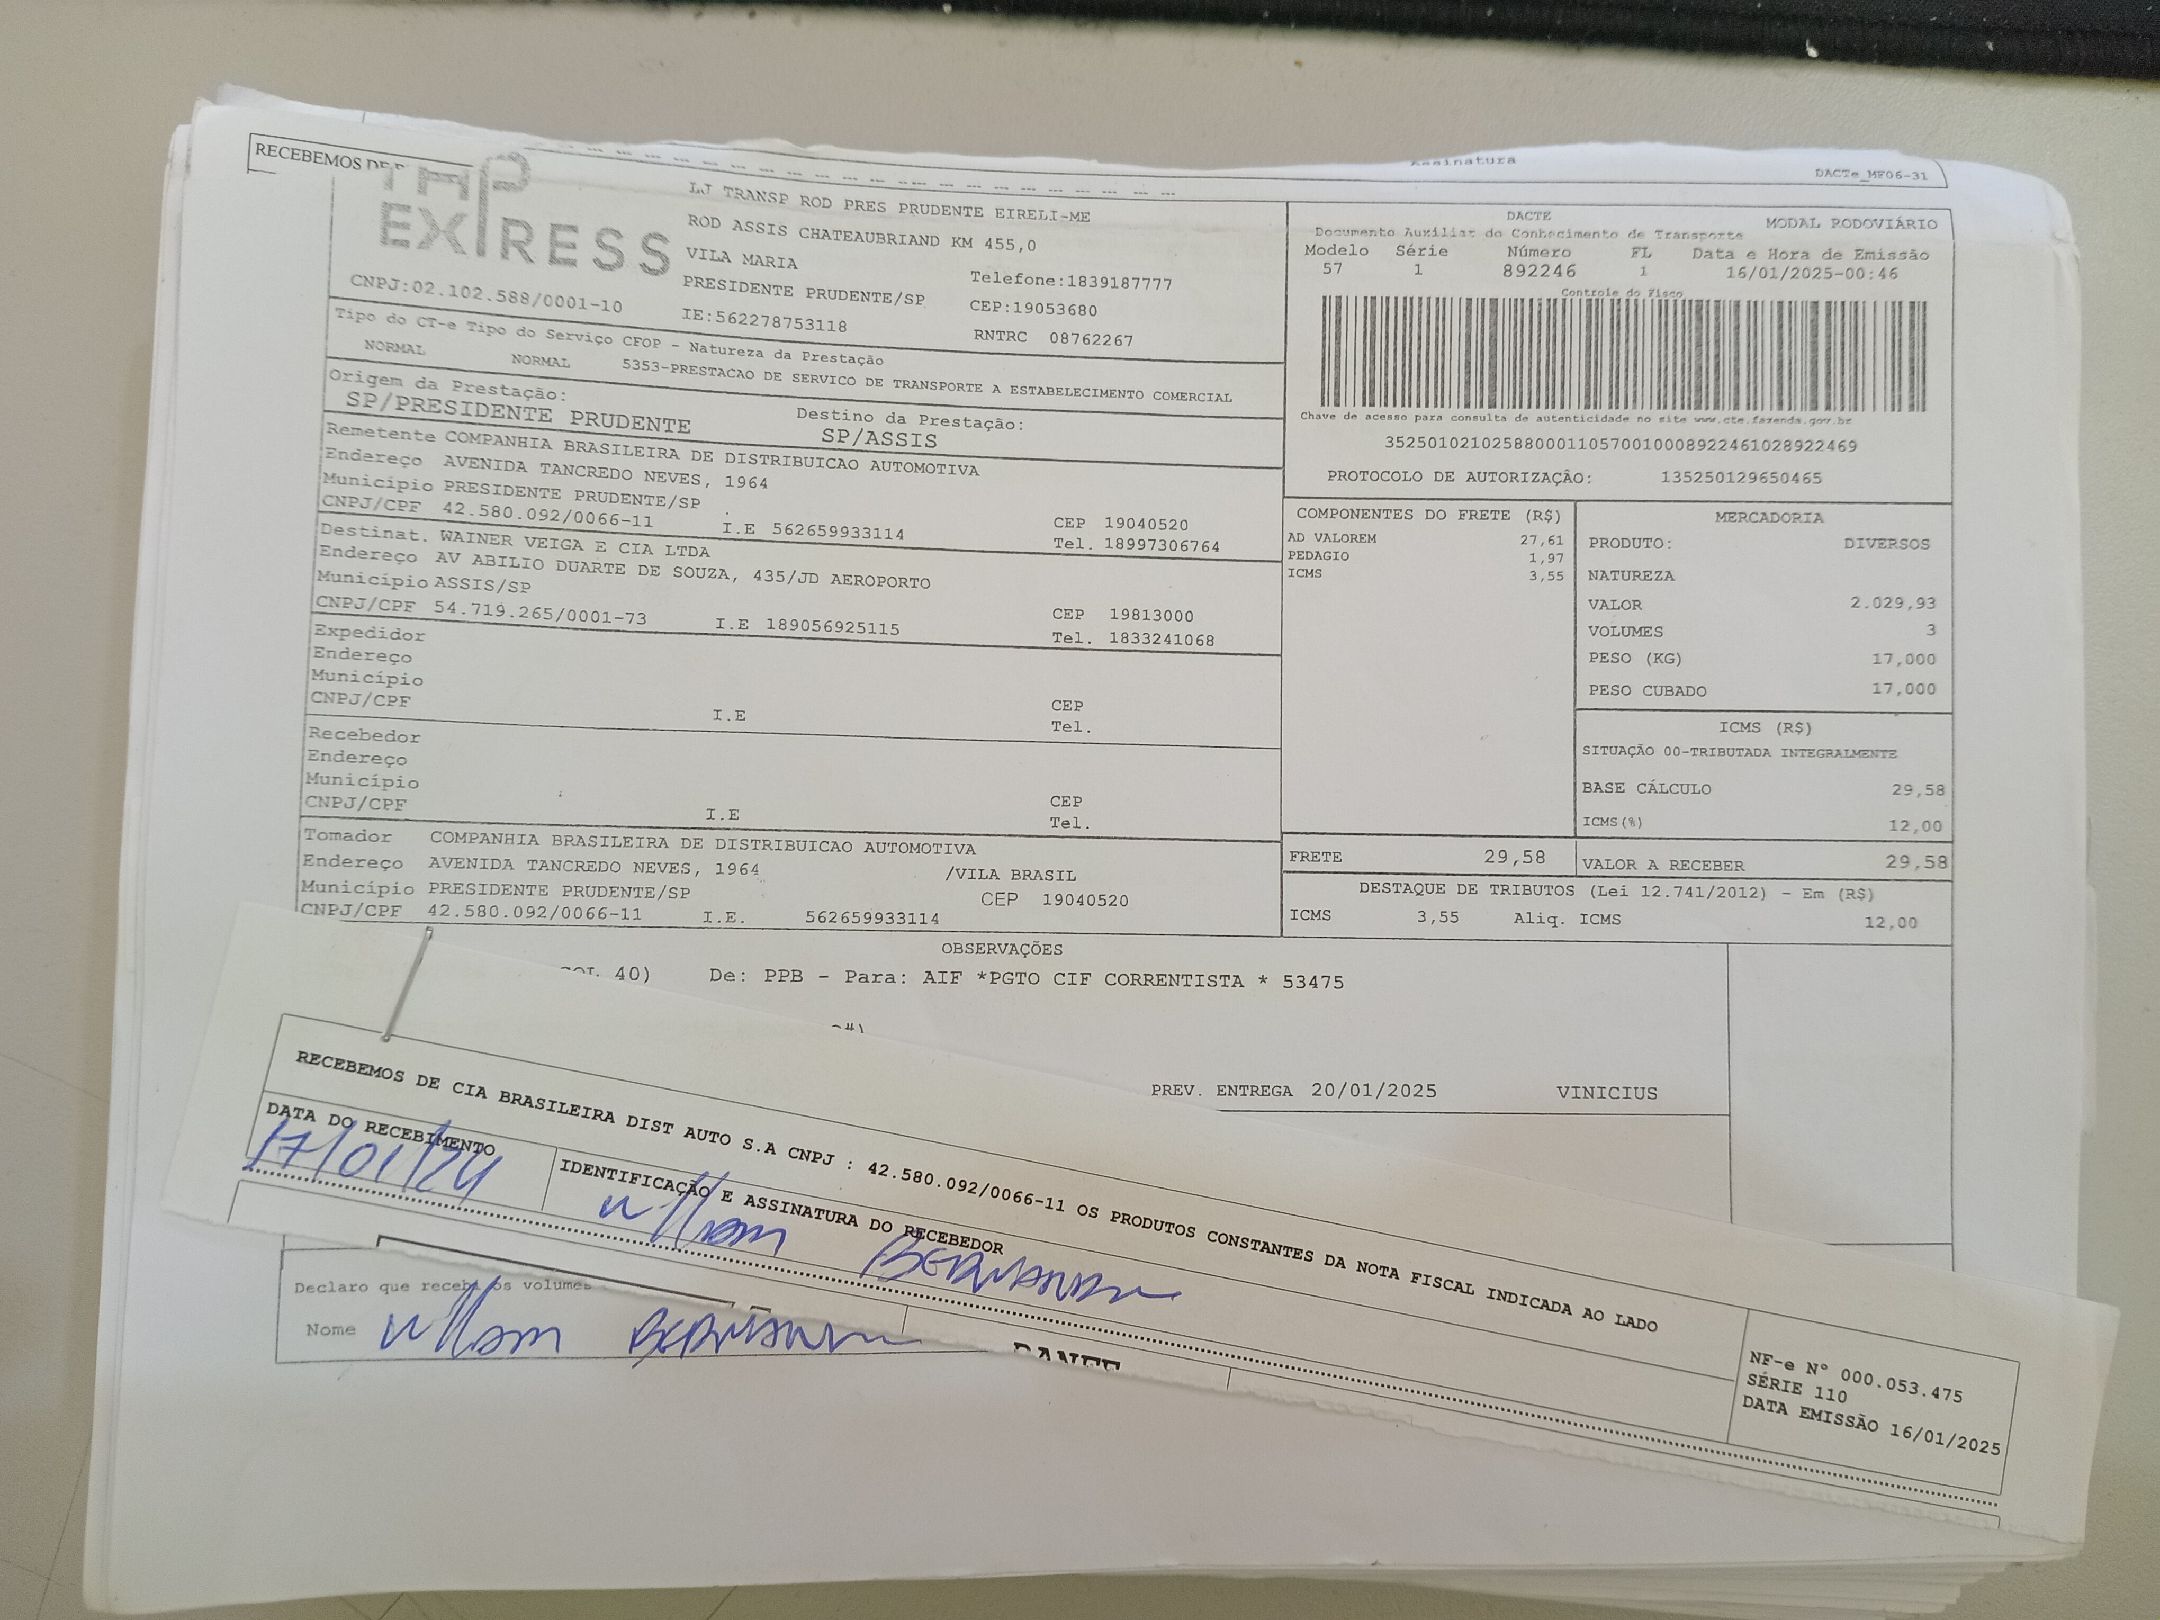 RECEBEMOS DE
Assinatura
DACTe_MF06-31
EXPRESS
CNPJ:02.102.588/0001-10
LJ TRANSP ROD PRES PRUDENTE EIRELI-ME
ROD ASSIS CHATEAUBRIAND KM 455,0
VILA MARIA
Telefone:1839187777
PRESIDENTE PRUDENTE/SP
CEP:19053680
IE:562278753118
RNTRC 08762267
DACTE
MODAL RODOVIÁRIO
Documento Auxiliar do Conhecimento de Transporte
Modelo Série Número FL Data e Hora de Emissão
57 1 892246 1 16/01/2025-00:46
Controle do Fisco
Chave de acesso para consulta de autenticidade no site www.cte.fazenda.gov.br
35250102102588000110570010008922461028922469
PROTOCOLO DE AUTORIZAÇÃO: 135250129650465
Tipo do CT-e Tipo do Serviço CFOP - Natureza da Prestação
NORMAL NORMAL 5353-PRESTACAO DE SERVICO DE TRANSPORTE A ESTABELECIMENTO COMERCIAL
Origem da Prestação: Destino da Prestação:
SP/PRESIDENTE PRUDENTE SP/ASSIS
Remetente COMPANHIA BRASILEIRA DE DISTRIBUICAO AUTOMOTIVA
Endereço AVENIDA TANCREDO NEVES, 1964
Município PRESIDENTE PRUDENTE/SP CEP 19040520
CNPJ/CPF 42.580.092/0066-11 I.E 562659933114 Tel. 18997306764
Destinat. WAINER VEIGA E CIA LTDA
Endereço AV ABILIO DUARTE DE SOUZA, 435/JD AEROPORTO
Município ASSIS/SP CEP 19813000
CNPJ/CPF 54.719.265/0001-73 I.E 189056925115 Tel. 1833241068
Expedidor
Endereço
Município CEP
CNPJ/CPF I.E Tel.
Recebedor
Endereço
Município CEP
CNPJ/CPF I.E Tel.
Tomador COMPANHIA BRASILEIRA DE DISTRIBUICAO AUTOMOTIVA
Endereço AVENIDA TANCREDO NEVES, 1964 /VILA BRASIL
Município PRESIDENTE PRUDENTE/SP CEP 19040520
CNPJ/CPF 42.580.092/0066-11 I.E. 562659933114
COMPONENTES DO FRETE (R$)
AD VALOREM 27,61
PEDAGIO 1,97
ICMS 3,55
MERCADORIA
PRODUTO: DIVERSOS
NATUREZA
VALOR 2.029,93
VOLUMES 3
PESO (KG) 17,000
PESO CUBADO 17,000
ICMS (R$)
SITUAÇÃO 00-TRIBUTADA INTEGRALMENTE
BASE CÁLCULO 29,58
ICMS(%) 12,00
FRETE 29,58 VALOR A RECEBER 29,58
DESTAQUE DE TRIBUTOS (Lei 12.741/2012) - Em (R$)
ICMS 3,55 Aliq. ICMS 12,00
OBSERVAÇÕES
40) De: PPB - Para: AIF *PGTO CIF CORRENTISTA * 53475
PREV. ENTREGA 20/01/2025 VINICIUS
RECEBEMOS DE CIA BRASILEIRA DIST AUTO S.A CNPJ : 42.580.092/0066-11 OS PRODUTOS CONSTANTES DA NOTA FISCAL INDICADA AO LADO
DATA DO RECEBIMENTO
17/01/24
IDENTIFICAÇÃO E ASSINATURA DO RECEBEDOR
NF-e Nº 000.053.475
SÉRIE 110
DATA EMISSÃO 16/01/2025
Declaro que recebi os volumes
Nome
DANFE